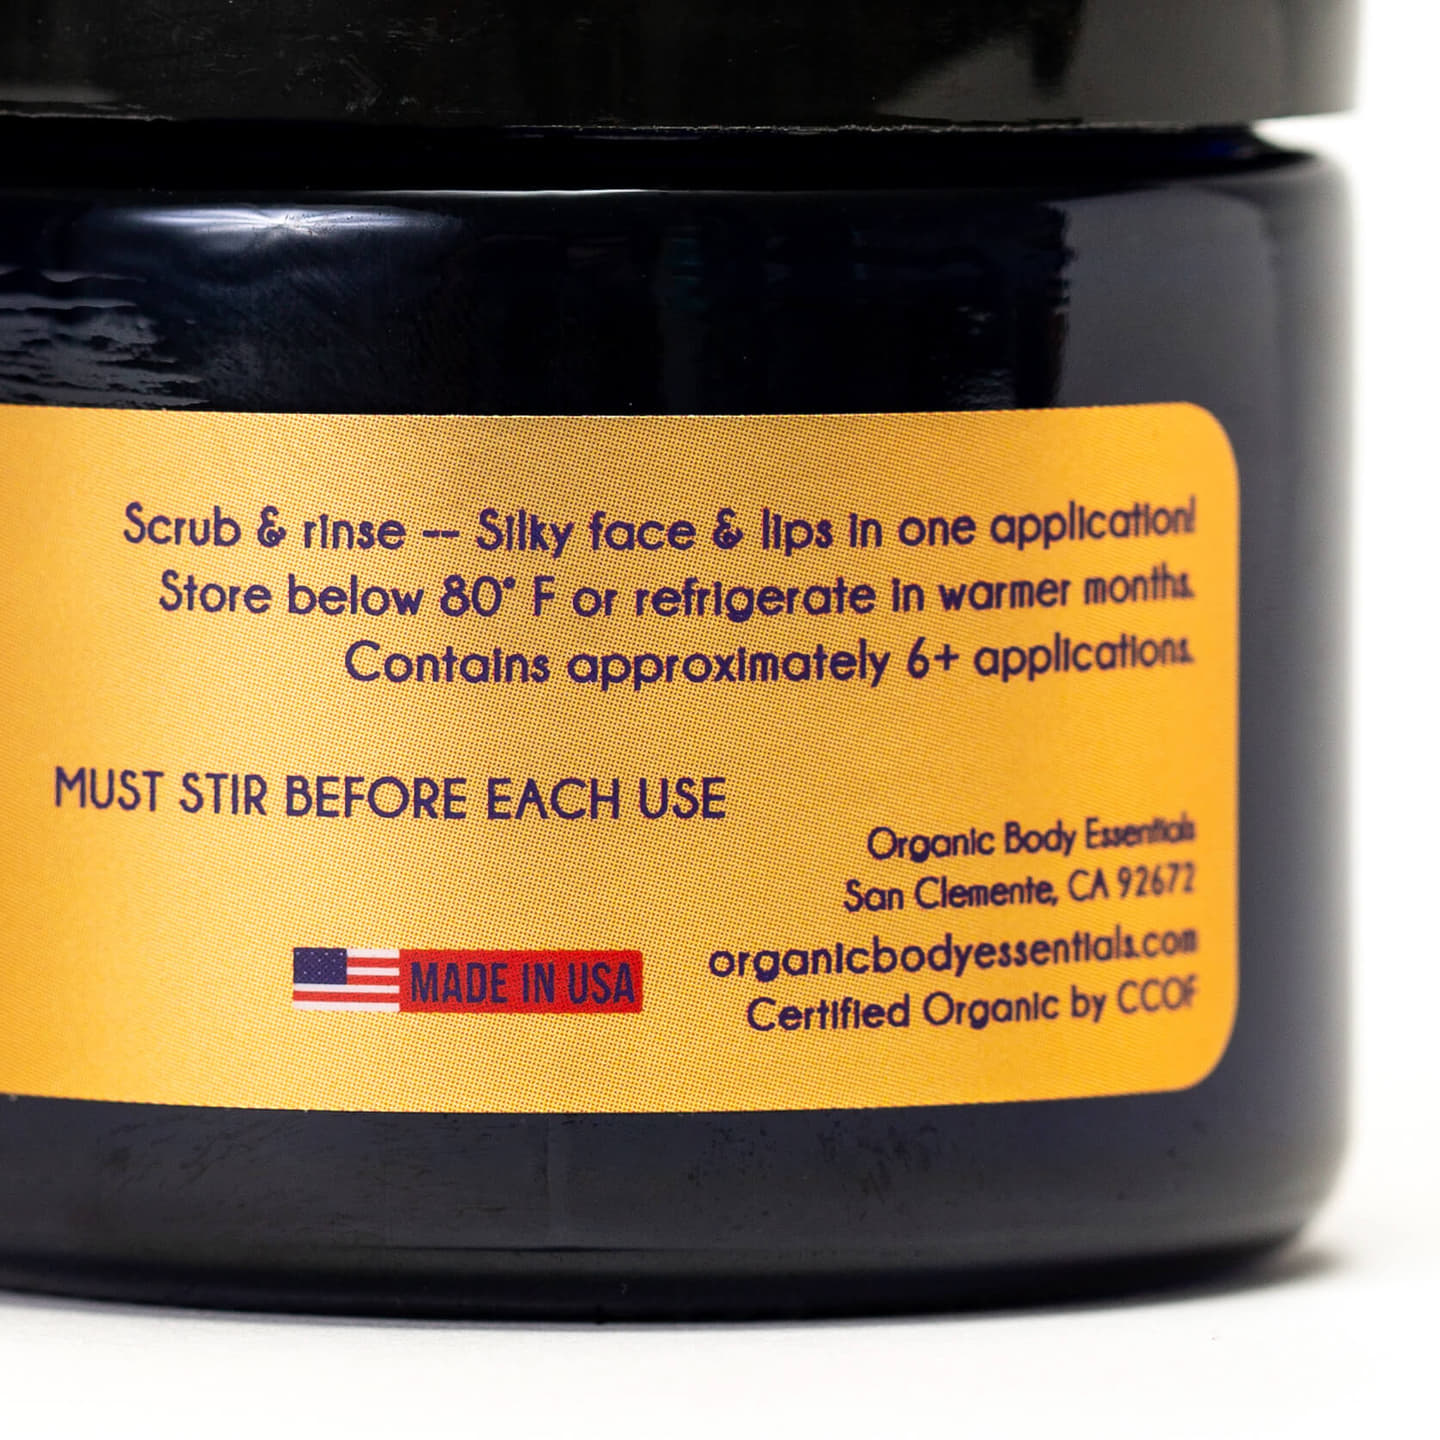 Scrub & rinse -- Silky face & lips in one application!
Store below 80° F or refrigerate in warmer months.
Contains approximately 6+ applications.
MUST STIR BEFORE EACH USE
Organic Body Essentials
San Clemente, CA 92672
organicbodyessentials.com
Certified Organic by CCOF
MADE IN USA